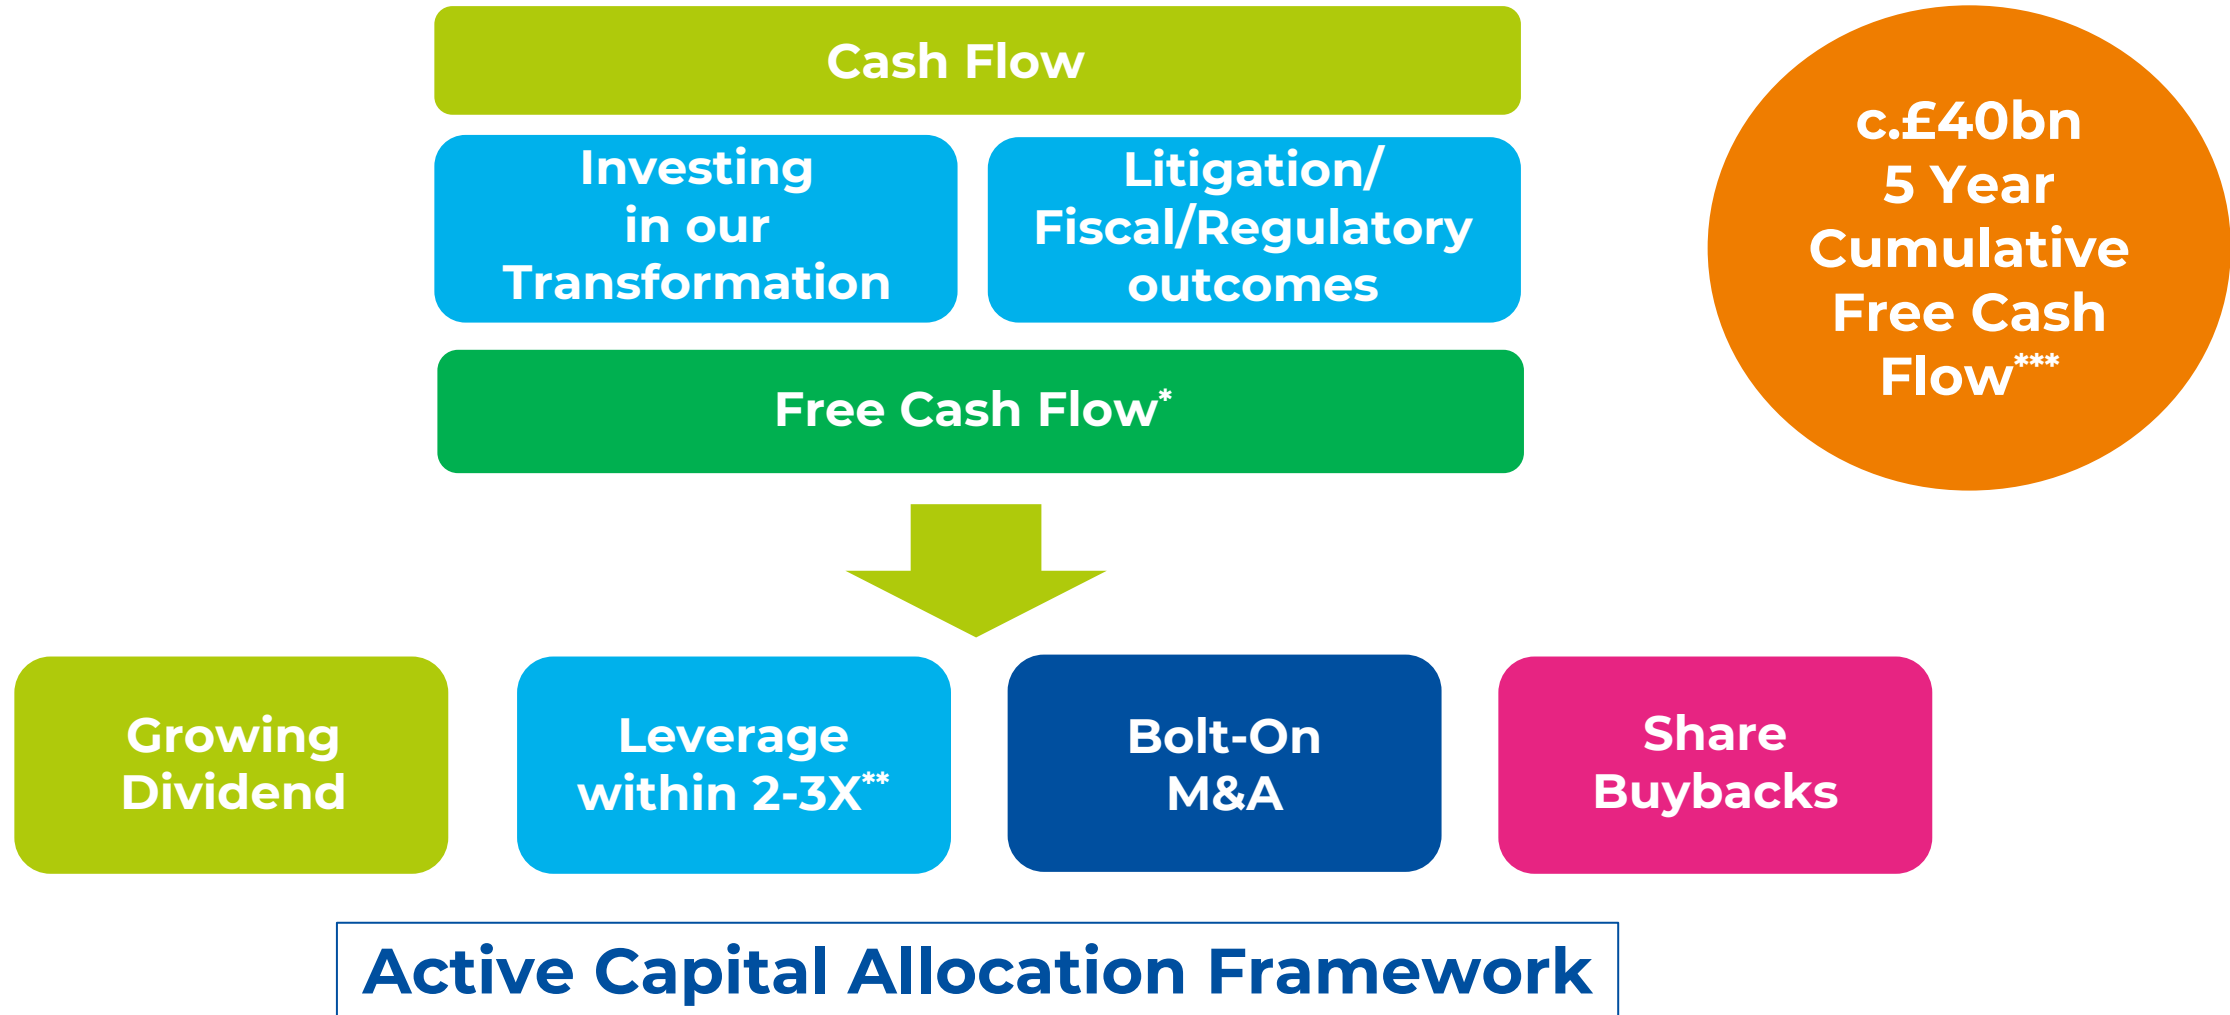 Cash Flow
Investing
in our
Transformation
Litigation/
Fiscal/Regulatory
outcomes
Free Cash Flow*
c.£40bn
5 Year
Cumulative
Free Cash
Flow***
Growing
Dividend
Leverage
within 2-3X**
Bolt-On
M&A
Share
Buybacks
Active Capital Allocation Framework